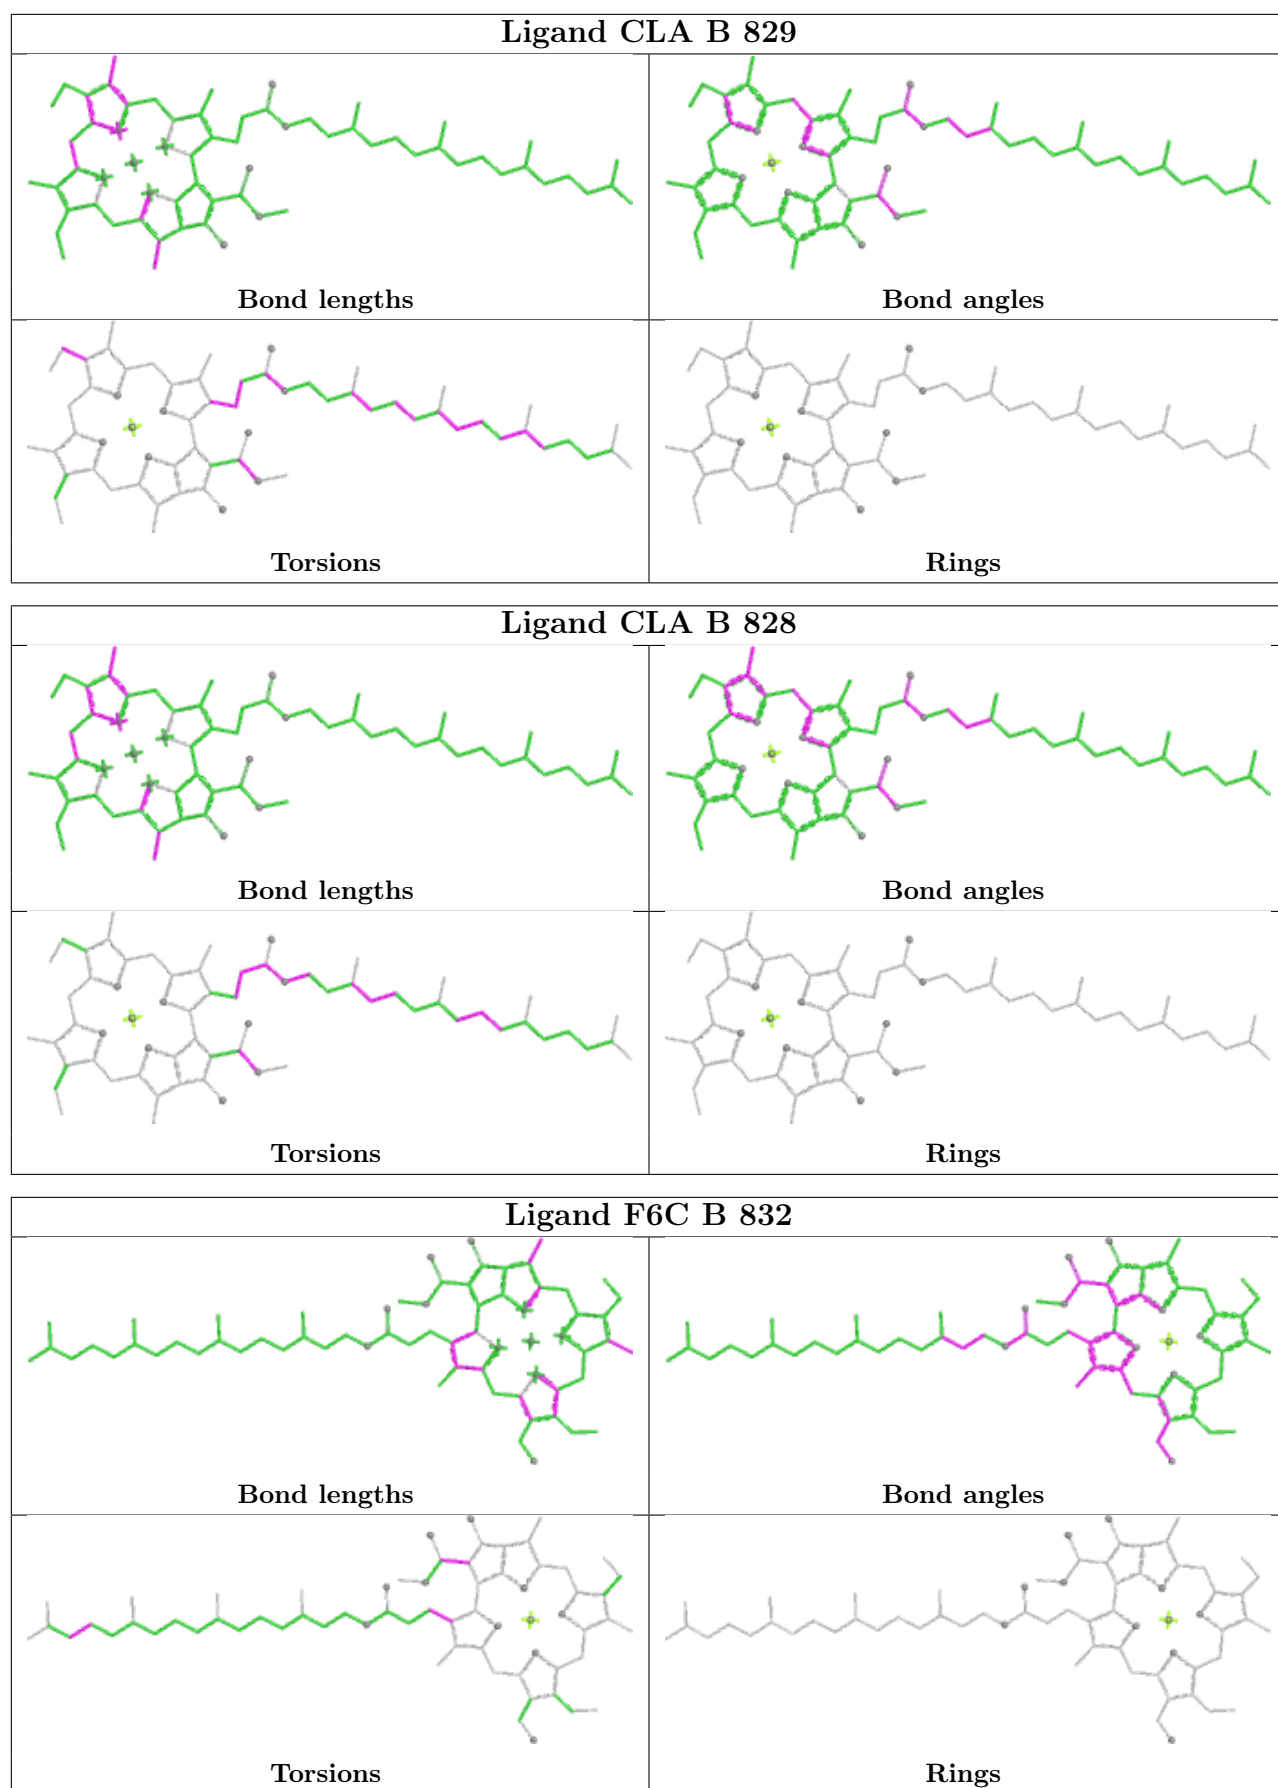 Ligand CLA B 829
Bond lengths
Bond angles
Torsions
Rings
Ligand CLA B 828
Bond lengths
Bond angles
Torsions
Rings
Ligand F6C B 832
Bond lengths
Bond angles
Torsions
Rings